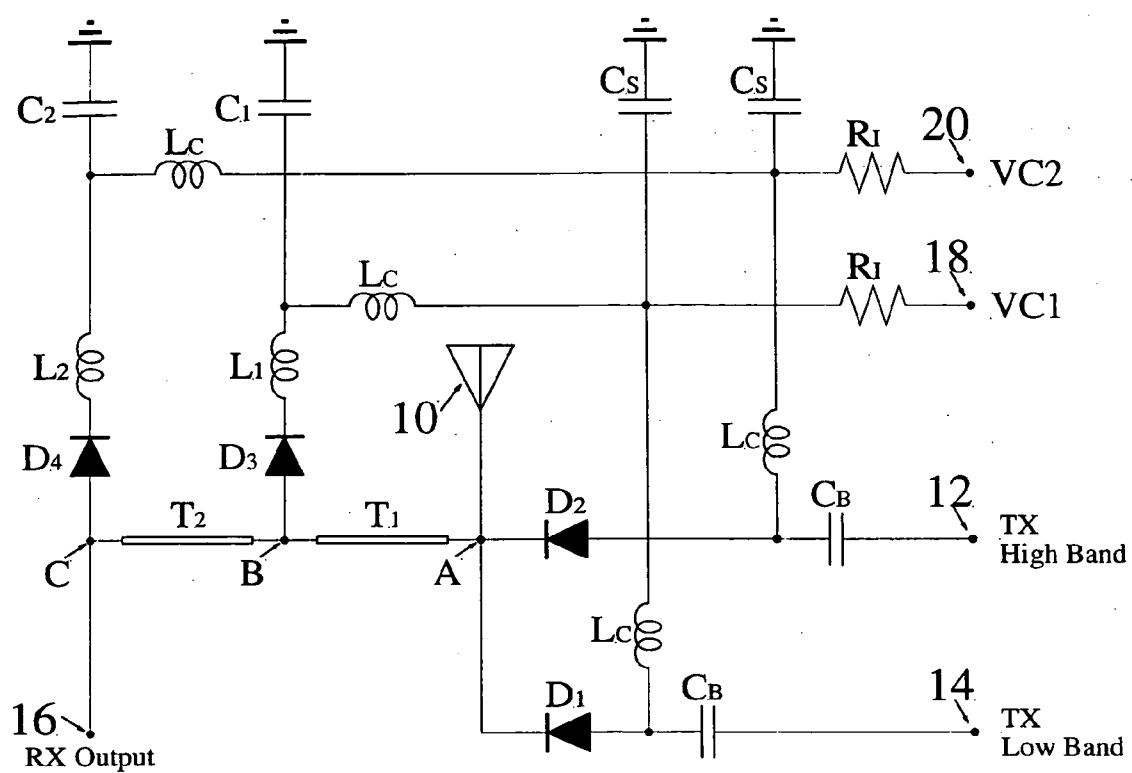 CS
CS
C2
C1
LC
RI
20
VC2
LC
RI
18
VC1
L2
L1
10
LC
D4
D3
D2
CB
12
T2
T1
TX
High Band
C
B
A
LC
D1
CB
14
16
TX
Low Band
RX Output